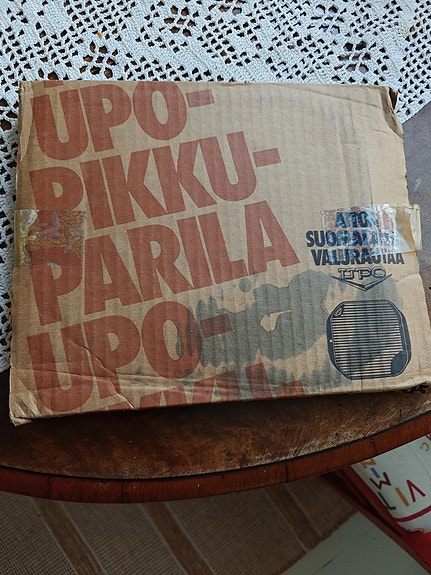 UPO-
PIKKU-
PARILA
UPO-
AITOA
SUOMALAISTA
VALURAUTAA
UPO